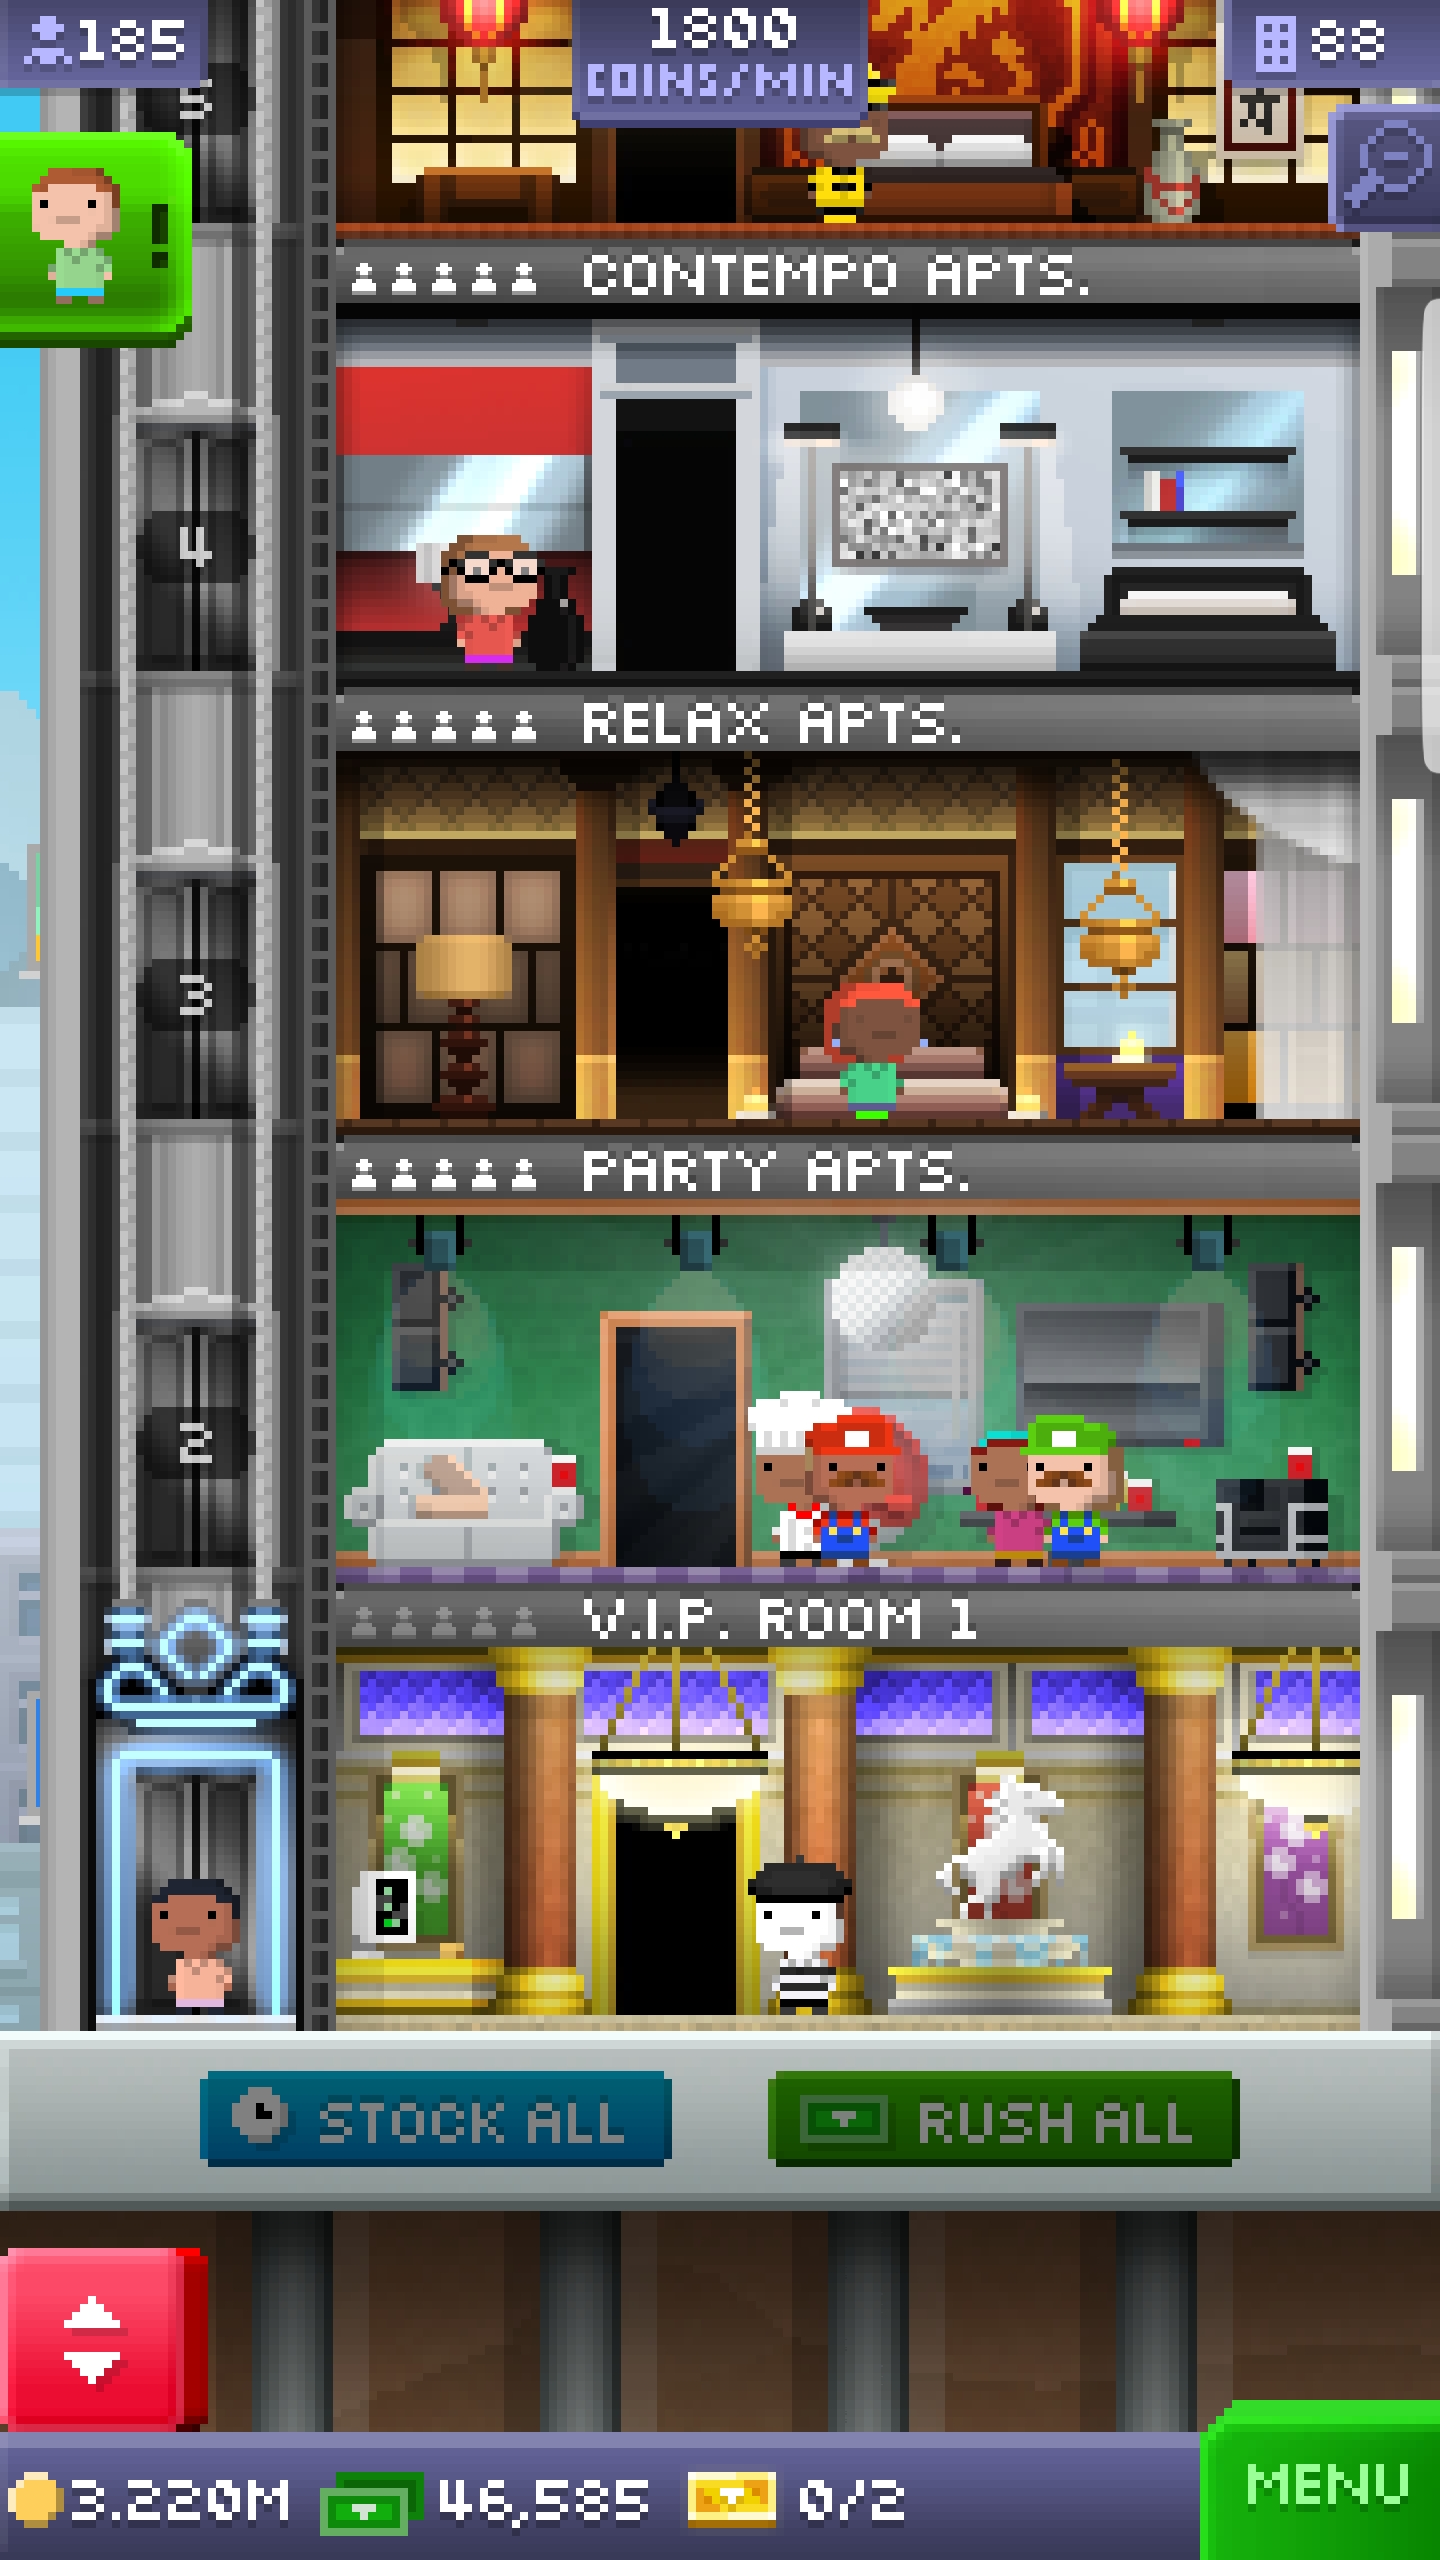 185
1800
COINS/MIN
88
5
CONTEMPO APTS.
4
RELAX APTS.
3
PARTY APTS.
2
V.I.P. ROOM 1
STOCK ALL
RUSH ALL
3.220M
46,585
0/2
MENU